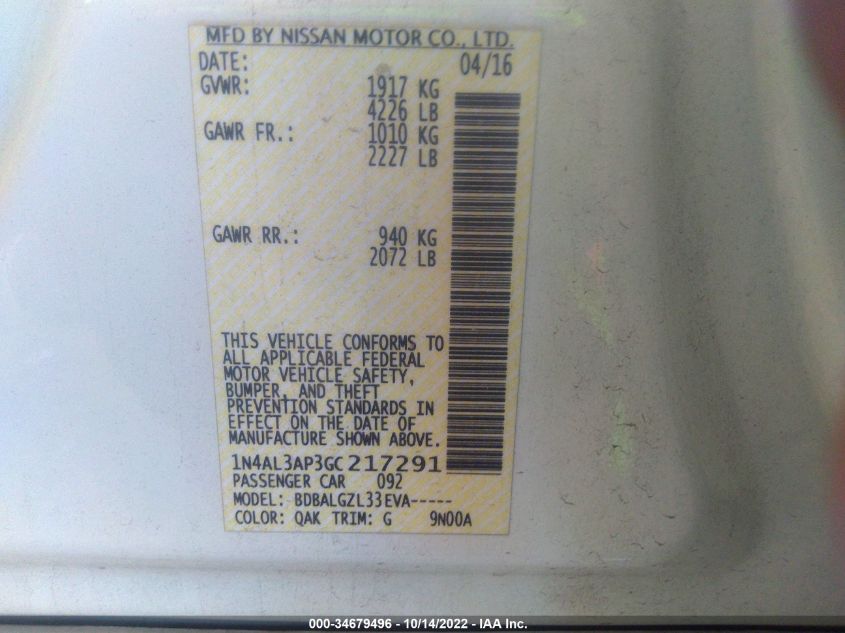 MFD BY NISSAN MOTOR CO., LTD.
DATE: 04/16
GVWR: 1917 KG
4226 LB
GAWR FR.: 1010 KG
2227 LB
GAWR RR.: 940 KG
2072 LB
THIS VEHICLE CONFORMS TO
ALL APPLICABLE FEDERAL
MOTOR VEHICLE SAFETY,
BUMPER, AND THEFT
PREVENTION STANDARDS IN
EFFECT ON THE DATE OF
MANUFACTURE SHOWN ABOVE.
1N4AL3AP3GC217291
PASSENGER CAR 092
MODEL: BDBALGZL33EVA-----
COLOR: QAK TRIM: G 9N00A
000-34679496 - 10/14/2022 - IAA Inc.